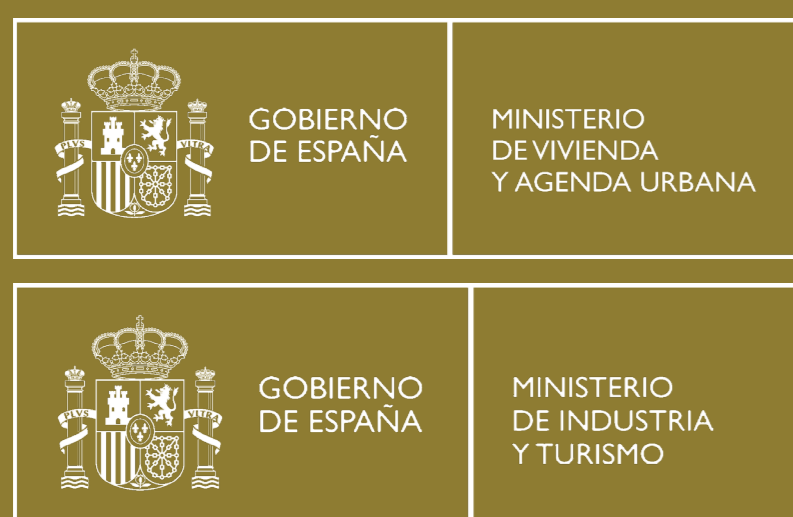 PLVS VLTRA
GOBIERNO
DE ESPAÑA
MINISTERIO
DE VIVIENDA
Y AGENDA URBANA
PLVS VLTRA
GOBIERNO
DE ESPAÑA
MINISTERIO
DE INDUSTRIA
Y TURISMO